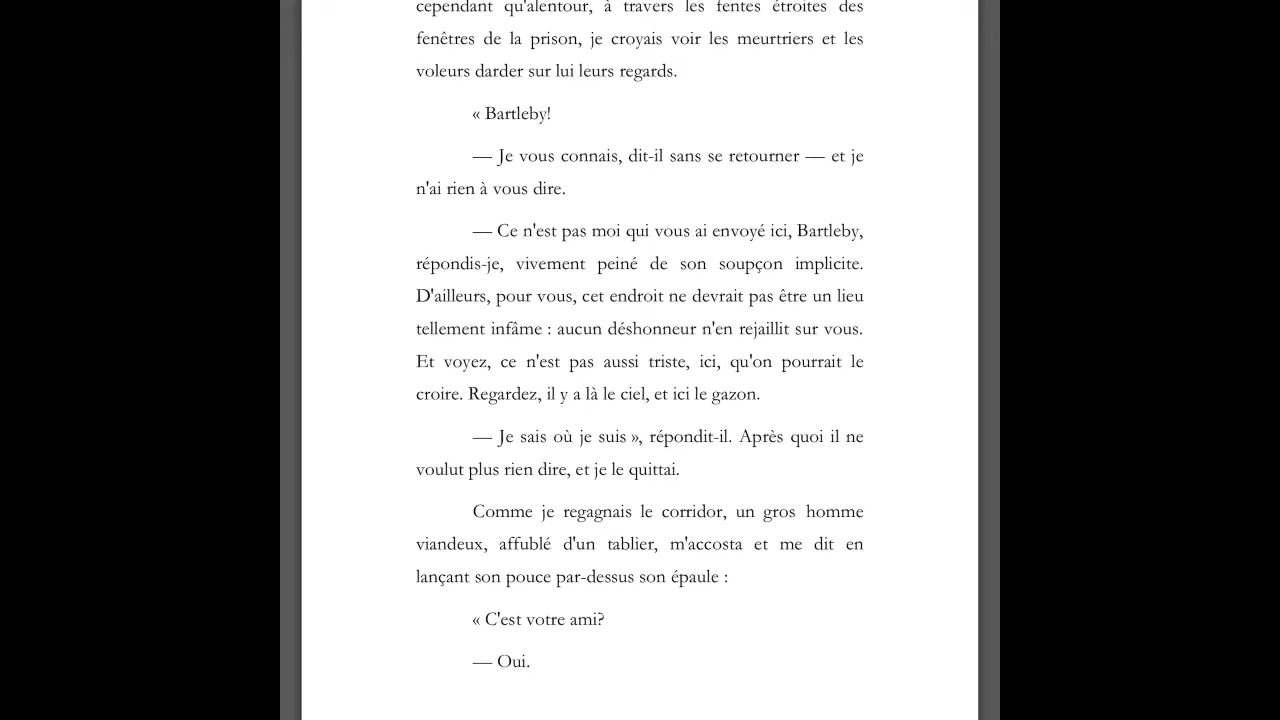 cependant qu'alentour, à travers les fentes étroites des
fenêtres de la prison, je croyais voir les meurtriers et les
voleurs darder sur lui leurs regards.
« Bartleby!
— Je vous connais, dit-il sans se retourner — et je
n'ai rien à vous dire.
— Ce n'est pas moi qui vous ai envoyé ici, Bartleby,
répondis-je, vivement peiné de son soupçon implicite.
D'ailleurs, pour vous, cet endroit ne devrait pas être un lieu
tellement infâme : aucun déshonneur n'en rejaillit sur vous.
Et voyez, ce n'est pas aussi triste, ici, qu'on pourrait le
croire. Regardez, il y a là le ciel, et ici le gazon.
— Je sais où je suis », répondit-il. Après quoi il ne
voulut plus rien dire, et je le quittai.
Comme je regagnais le corridor, un gros homme
viandeux, affublé d'un tablier, m'accosta et me dit en
lançant son pouce par-dessus son épaule :
« C'est votre ami?
— Oui.